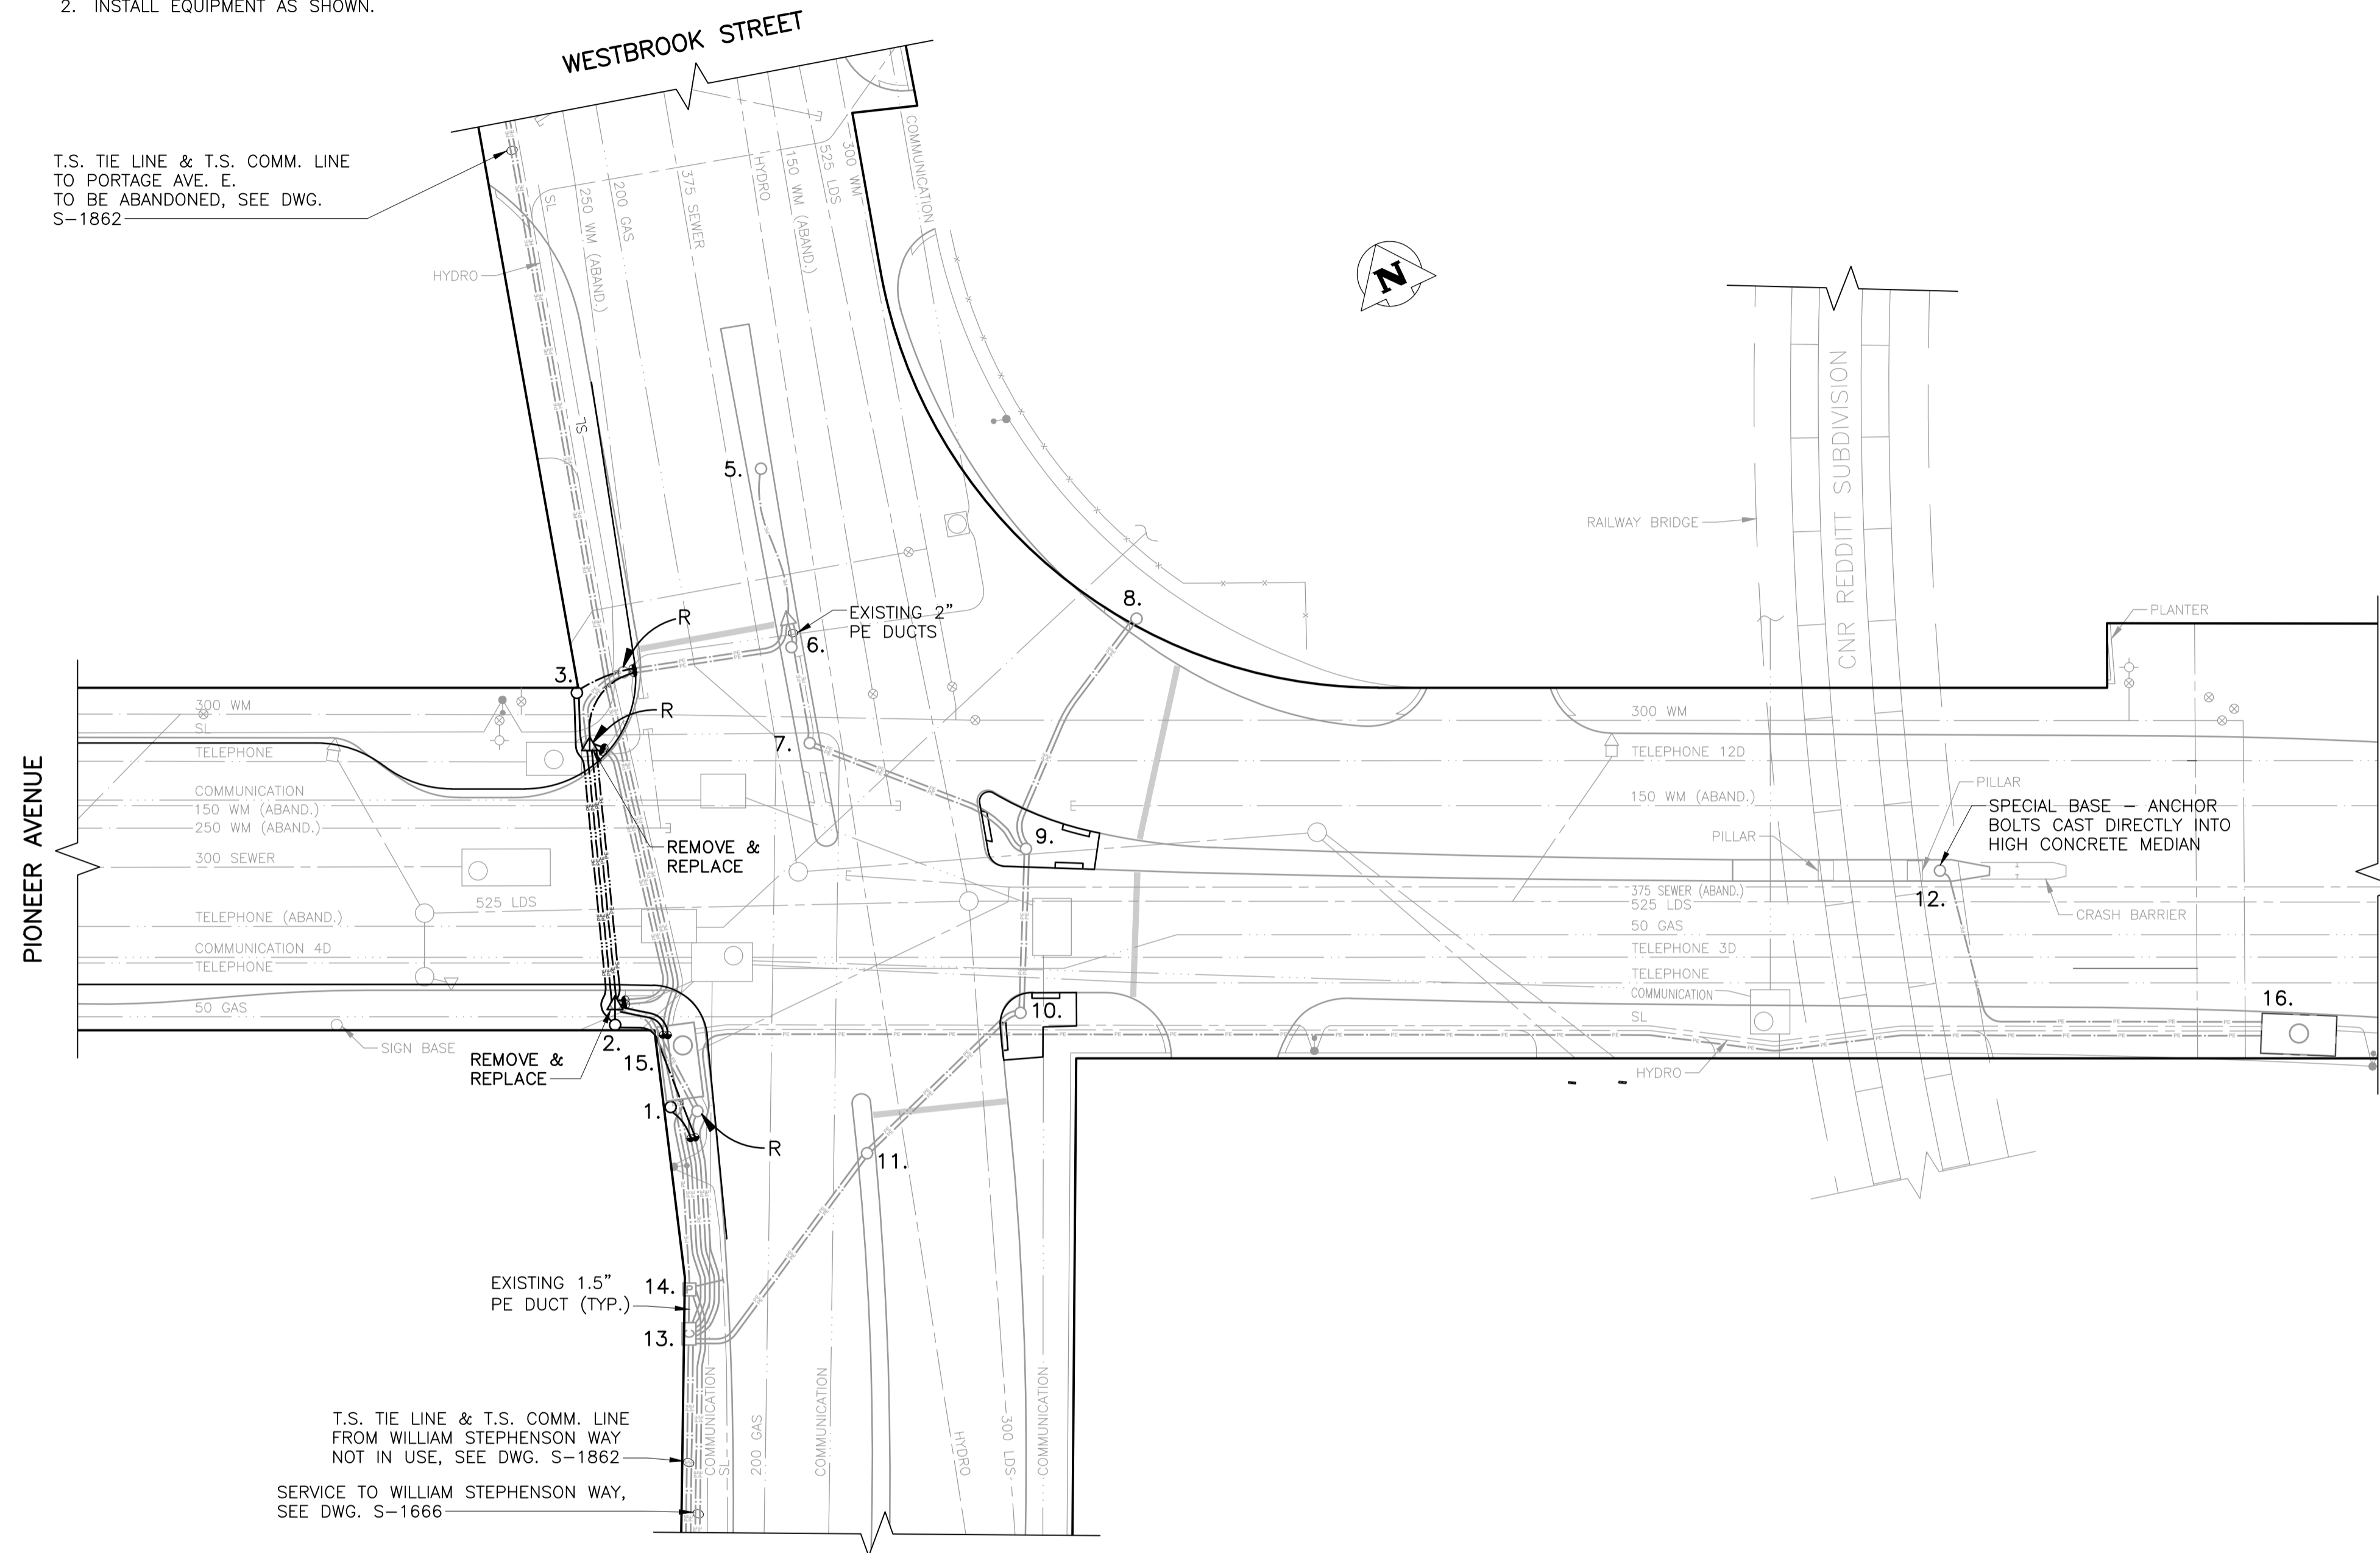 2. INSTALL EQUIPMENT AS SHOWN.
WESTBROOK STREET
T.S. TIE LINE & T.S. COMM. LINE
TO PORTAGE AVE. E.
TO BE ABANDONED, SEE DWG.
S-1862
HYDRO
SL
250 WM (ABAND.)
200 GAS
375 SEWER
HYDRO
150 WM (ABAND.)
525 LDS
300 WM
COMMUNICATION
N
SL
5.
RAILWAY BRIDGE
CNR REDDITT SUBDIVISION
EXISTING 2"
PE DUCTS
6.
8.
R
PLANTER
3.
300 WM
SL
TELEPHONE
R
7.
300 WM
TELEPHONE 12D
PIONEER AVENUE
COMMUNICATION
150 WM (ABAND.)
250 WM (ABAND.)
300 SEWER
REMOVE &
REPLACE
9.
150 WM (ABAND.)
PILLAR
PILLAR
SPECIAL BASE - ANCHOR
BOLTS CAST DIRECTLY INTO
HIGH CONCRETE MEDIAN
12.
CRASH BARRIER
525 LDS
TELEPHONE (ABAND.)
COMMUNICATION 4D
TELEPHONE
50 GAS
SIGN BASE
375 SEWER (ABAND.)
525 LDS
50 GAS
TELEPHONE 3D
TELEPHONE
COMMUNICATION
SL
16.
10.
HYDRO
2.
15.
REMOVE &
REPLACE
1.
R
11.
EXISTING 1.5"
PE DUCT (TYP.)
14.
P
13.
C
T.S. TIE LINE & T.S. COMM. LINE
FROM WILLIAM STEPHENSON WAY
NOT IN USE, SEE DWG. S-1862
SERVICE TO WILLIAM STEPHENSON WAY,
SEE DWG. S-1666
COMMUNICATION
SL
200 GAS
COMMUNICATION
HYDRO
300 LDS
COMMUNICATION